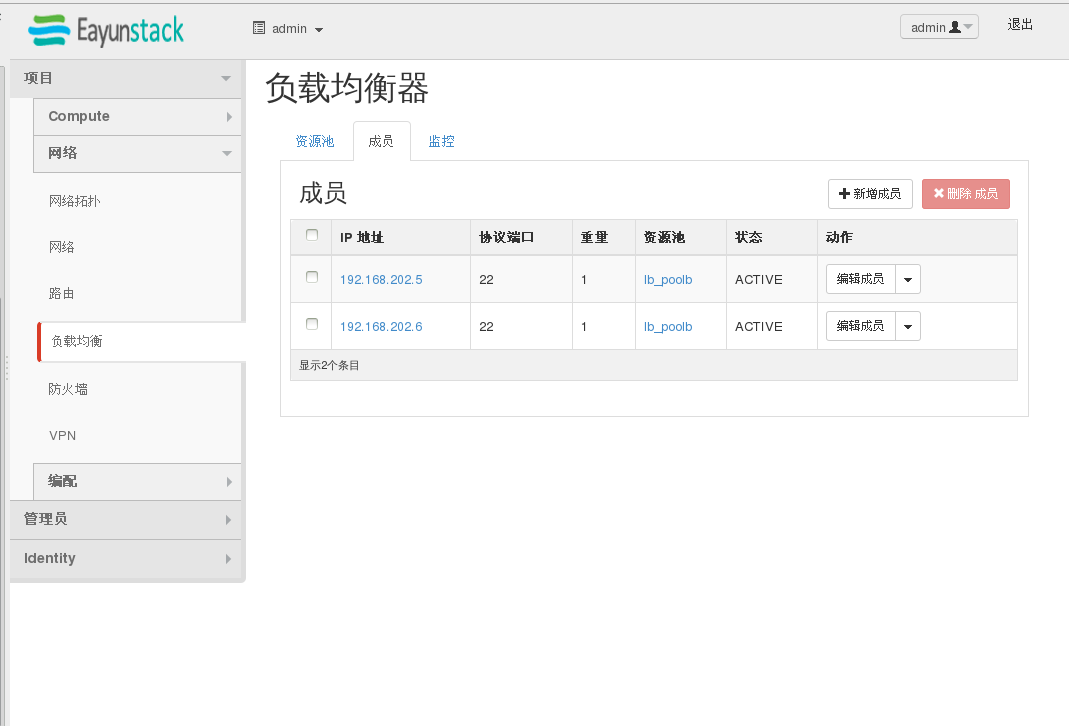 Eayunstack
admin
admin
退出
项目
Compute
网络
网络拓扑
网络
路由
负载均衡
防火墙
VPN
编配
管理员
Identity
负载均衡器
资源池 成员 监控
成员
新增成员 删除 成员
IP 地址 协议端口 重量 资源池 状态 动作
192.168.202.5 22 1 lb_poolb ACTIVE 编辑成员
192.168.202.6 22 1 lb_poolb ACTIVE 编辑成员
显示2个条目